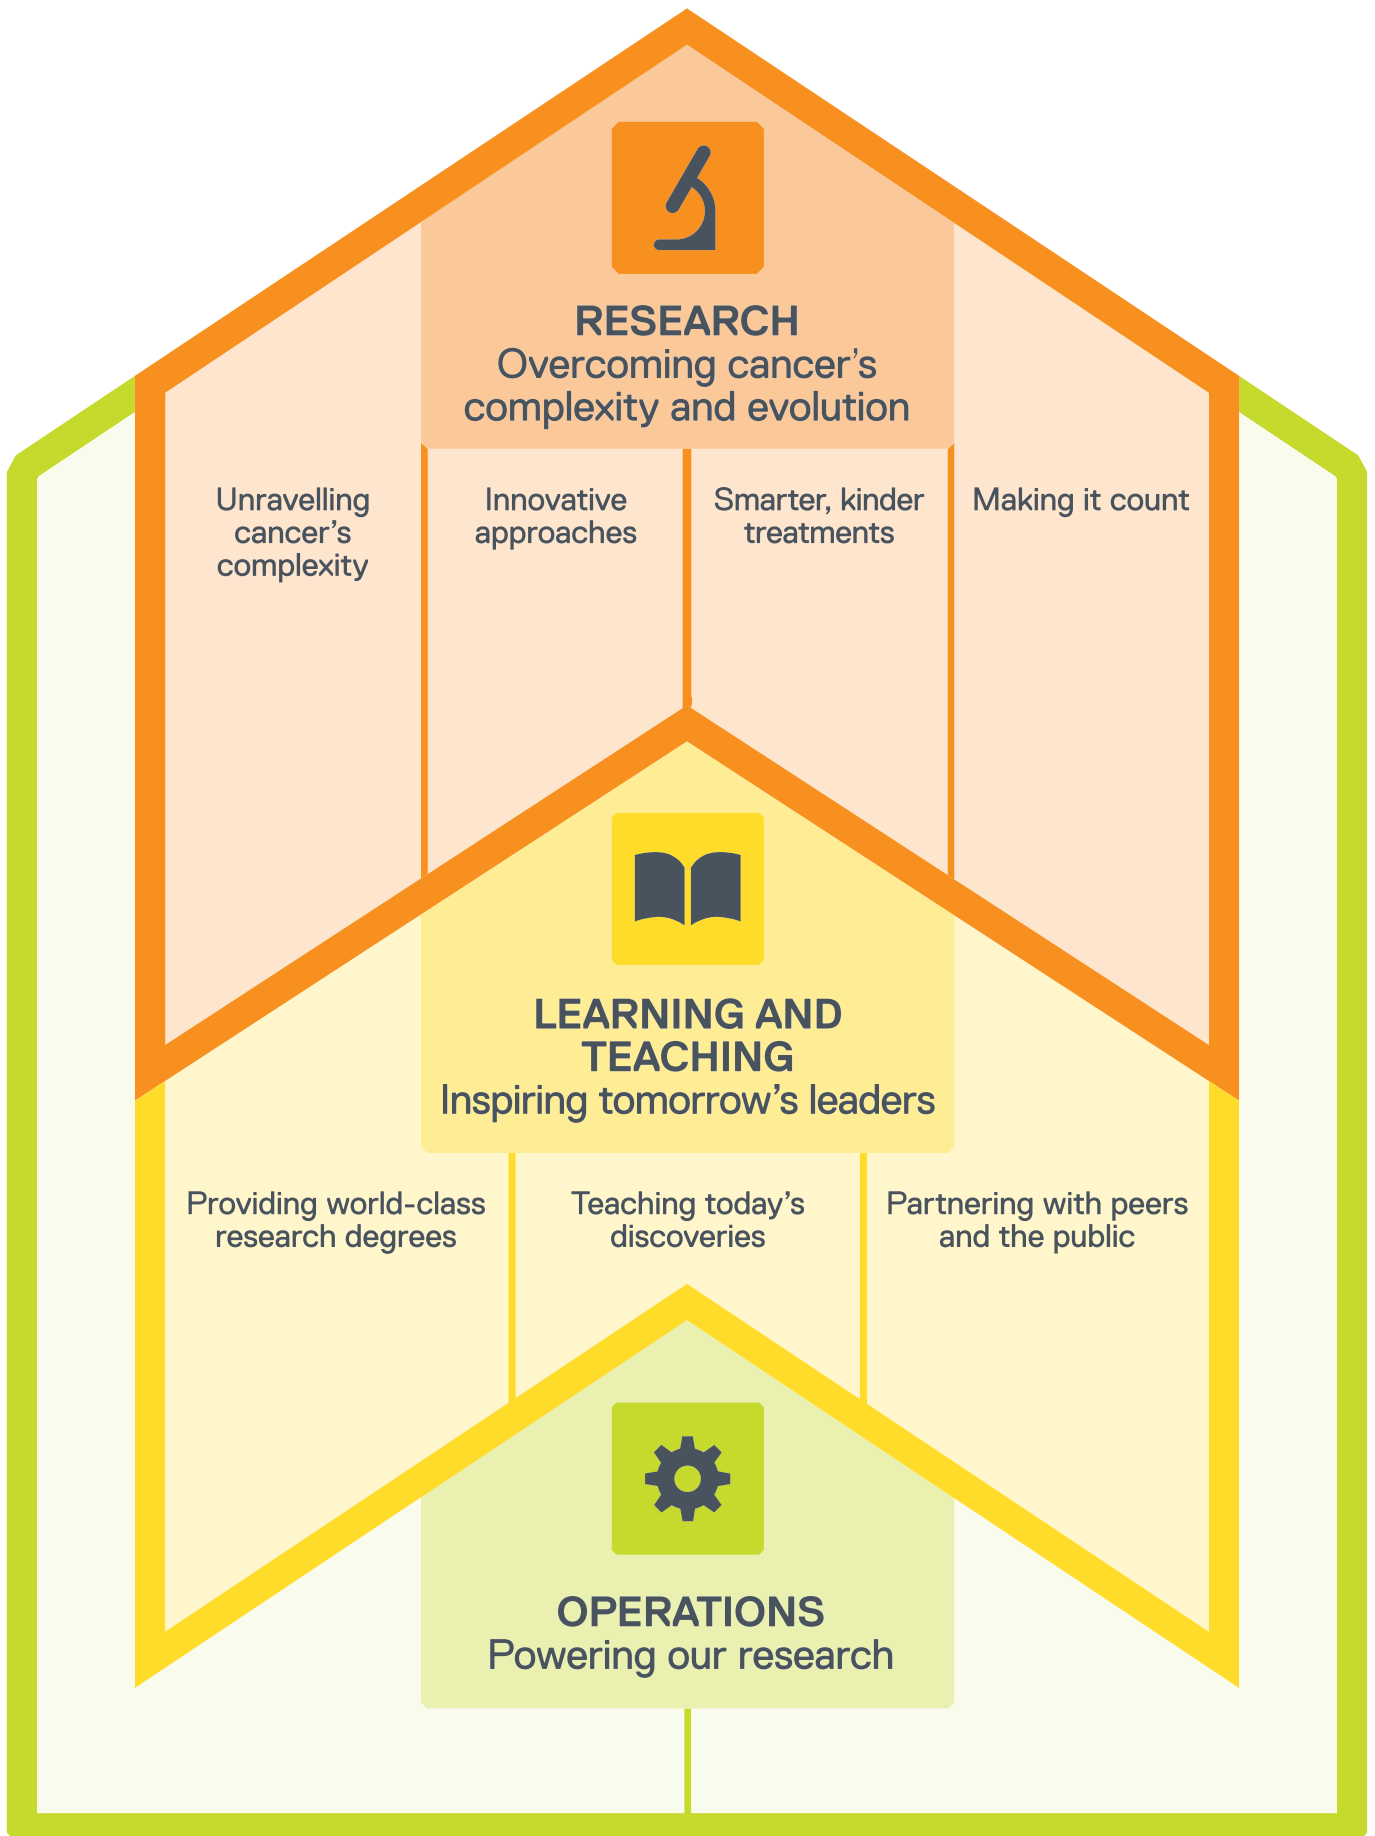 RESEARCH
Overcoming cancer's
complexity and evolution
Unravelling
cancer's
complexity
Innovative
approaches
Smarter, kinder
treatments
Making it count
LEARNING AND
TEACHING
Inspiring tomorrow's leaders
Providing world-class
research degrees
Teaching today's
discoveries
Partnering with peers
and the public
OPERATIONS
Powering our research